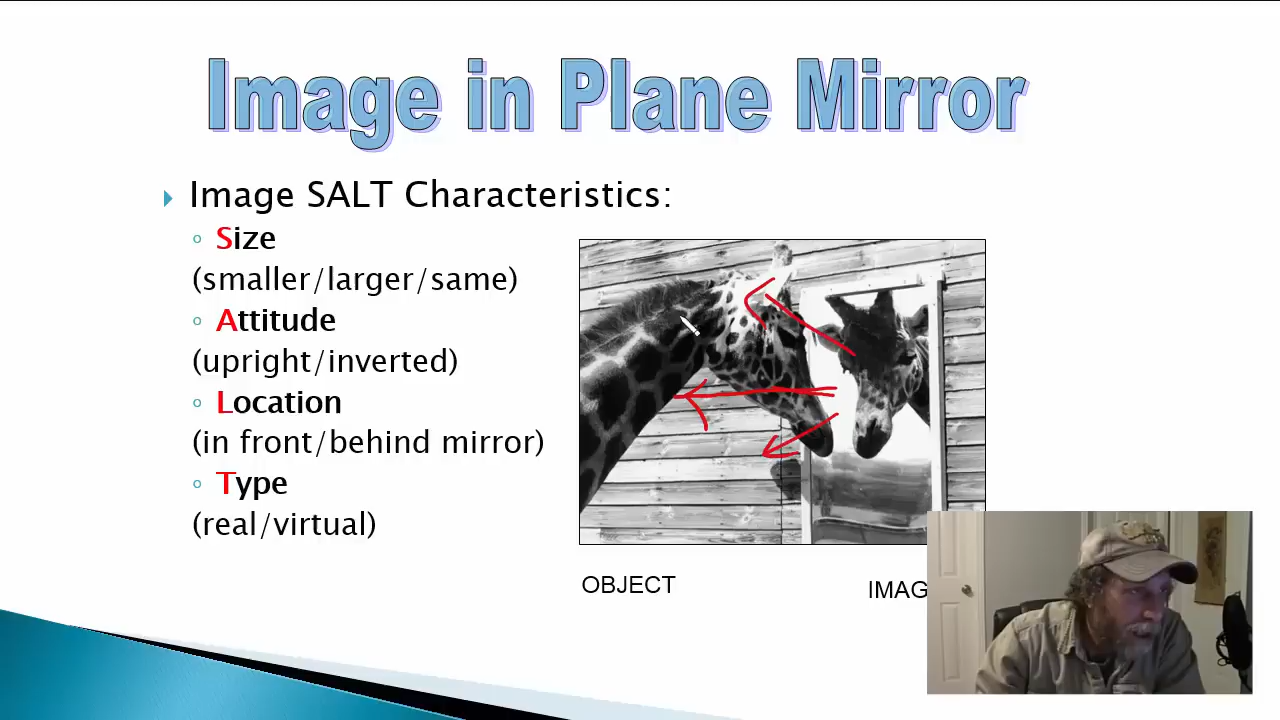 Image in Plane Mirror
Image SALT Characteristics:
Size
(smaller/larger/same)
Attitude
(upright/inverted)
Location
(in front/behind mirror)
Type
(real/virtual)
OBJECT
IMAG